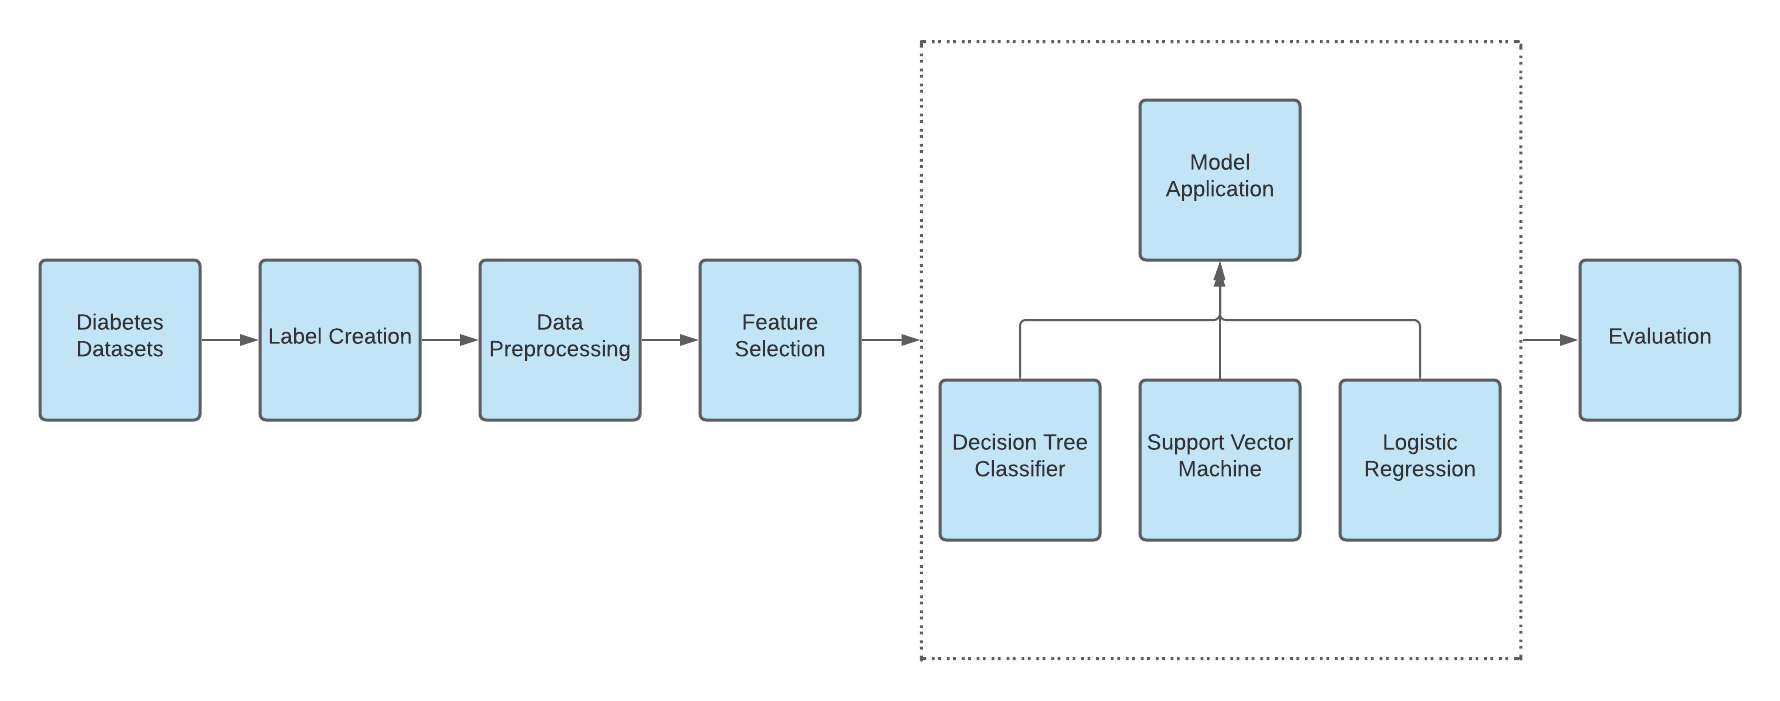 Diabetes
Datasets
Label Creation
Data
Preprocessing
Feature
Selection
Model
Application
Decision Tree
Classifier
Support Vector
Machine
Logistic
Regression
Evaluation